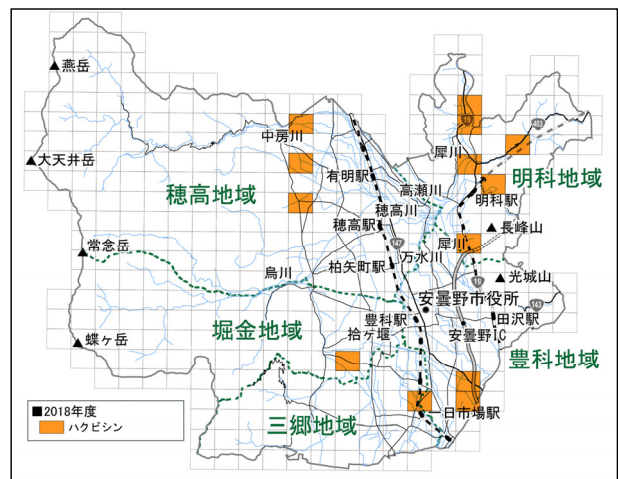 ▲燕岳
中房川
19
403
犀川
▲大天井岳
有明駅
明科地域
穂高地域
高瀬川
明科駅
穂高川
穂高駅
▲長峰山
常念岳
147
犀川
万水川
烏川
柏矢町駅
19
▲光城山
安曇野市役所
143
堀金地域
豊科駅
田沢駅
蝶ヶ岳
拾ヶ堰
安曇野IC
豊科地域
■2018年度
ハクビシン
日市場駅
三郷地域